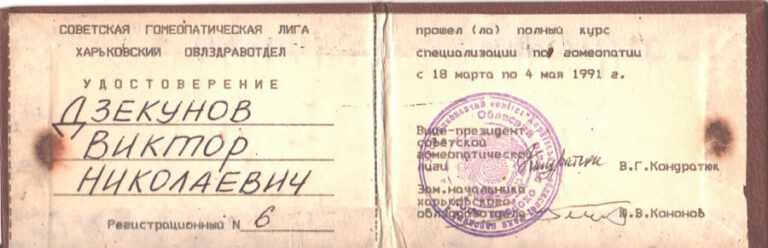 СОВЕТСКАЯ ГОМЕОПАТИЧЕСКАЯ ЛИГА
ХАРЬКОВСКИЙ ОБЛЗДРАВОТДЕЛ
УДОСТОВЕРЕНИЕ
ДЗЕКУНОВ
ВИКТОР
НИКОЛАЕВИЧ
Регистрационный N 6
прошел (ла) полный курс
специализации по гомеопатии
с 18 марта по 4 мая 1991 г.
Вице-президент
советской
гомеопатической
лиги В.Г.Кондратюк
Зам.начальника
харьковского
облздравотдела В.В.Кононов